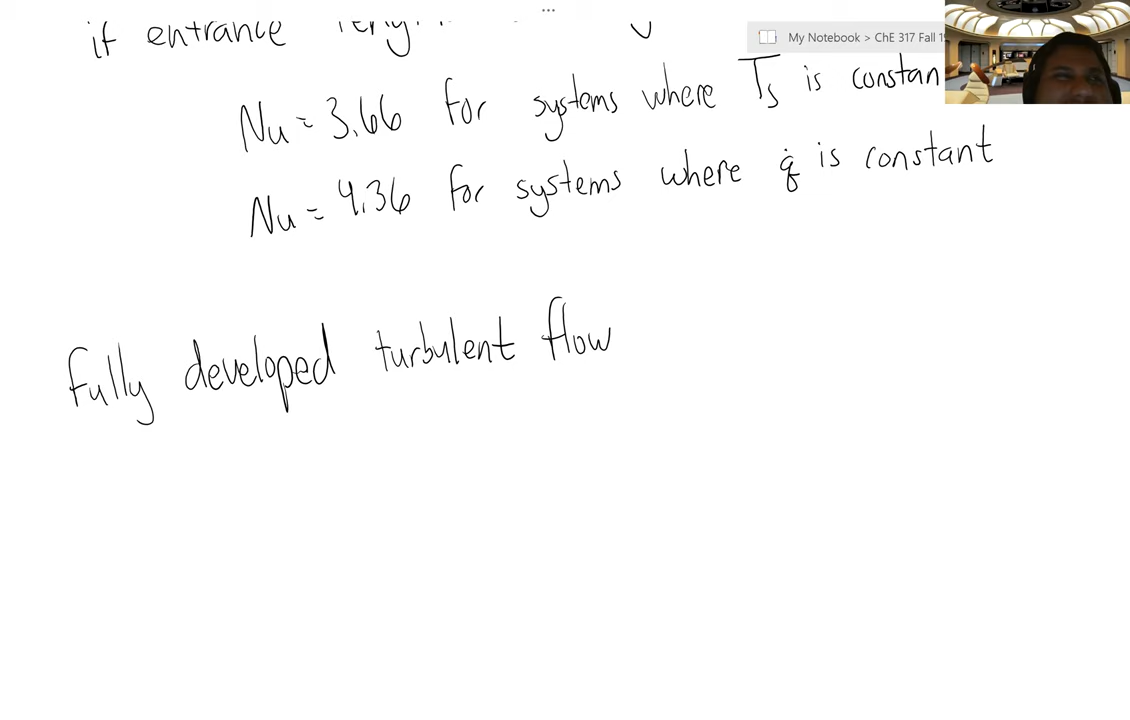 if entrance
My Notebook > ChE 317 Fall 1
Nu = 3.66 for systems where Ts is constan
Nu = 4.36 for systems where q̇ is constant
Fully developed turbulent flow